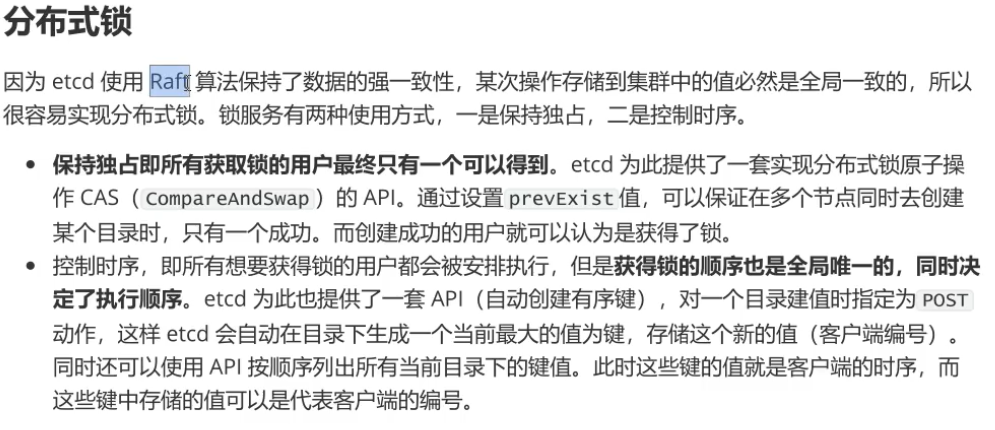 分布式锁
因为 etcd 使用 Raft 算法保持了数据的强一致性，某次操作存储到集群中的值必然是全局一致的，所以
很容易实现分布式锁。锁服务有两种使用方式，一是保持独占，二是控制时序。
• 保持独占即所有获取锁的用户最终只有一个可以得到。etcd 为此提供了一套实现分布式锁原子操
作 CAS（CompareAndSwap）的 API。通过设置prevExist值，可以保证在多个节点同时去创建
某个目录时，只有一个成功。而创建成功的用户就可以认为是获得了锁。
• 控制时序，即所有想要获得锁的用户都会被安排执行，但是获得锁的顺序也是全局唯一的，同时决
定了执行顺序。etcd 为此也提供了一套 API（自动创建有序键），对一个目录建值时指定为POST
动作，这样 etcd 会自动在目录下生成一个当前最大的值为键，存储这个新的值（客户端编号）。
同时还可以使用 API 按顺序列出所有当前目录下的键值。此时这些键的值就是客户端的时序，而
这些键中存储的值可以是代表客户端的编号。